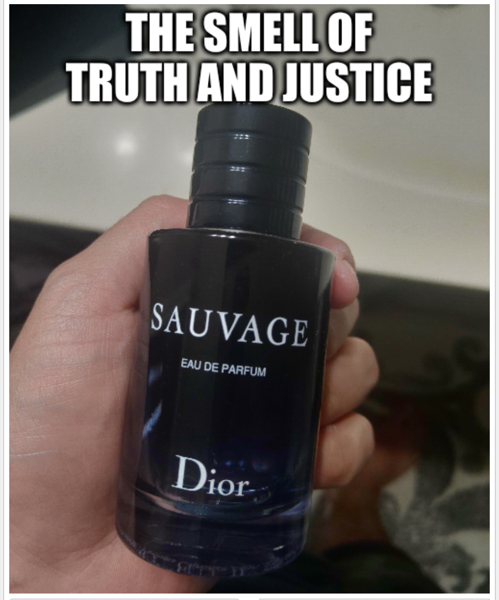 THE SMELL OF
TRUTH AND JUSTICE
SAUVAGE
EAU DE PARFUM
Dior